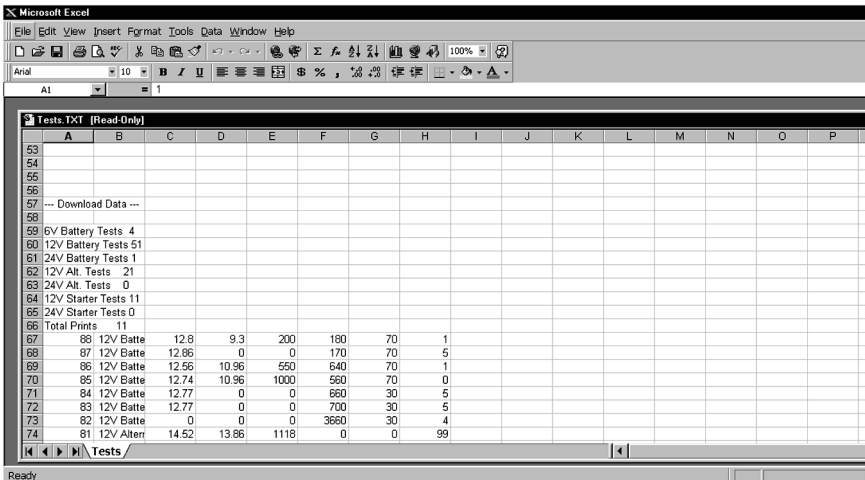 Microsoft Excel
File Edit View Insert Format Tools Data Window Help
100%
Arial 10 B I U $ % ,
A1 = 1
Tests.TXT [Read-Only]
A B C D E F G H I J K L M N O P
53
54
55
56
57 --- Download Data ---
58
59 6V Battery Tests 4
60 12V Battery Tests 51
61 24V Battery Tests 1
62 12V Alt. Tests 21
63 24V Alt. Tests 0
64 12V Starter Tests 11
65 24V Starter Tests 0
66 Total Prints 11
67 88 12V Batte 12.8 9.3 200 180 70 1
68 87 12V Batte 12.86 0 0 170 70 5
69 86 12V Batte 12.56 10.96 550 640 70 1
70 85 12V Batte 12.74 10.96 1000 560 70 0
71 84 12V Batte 12.77 0 0 660 30 5
72 83 12V Batte 12.77 0 0 700 30 5
73 82 12V Batte 0 0 0 3660 30 4
74 81 12V Altern 14.52 13.86 1118 0 0 99
Tests
Ready